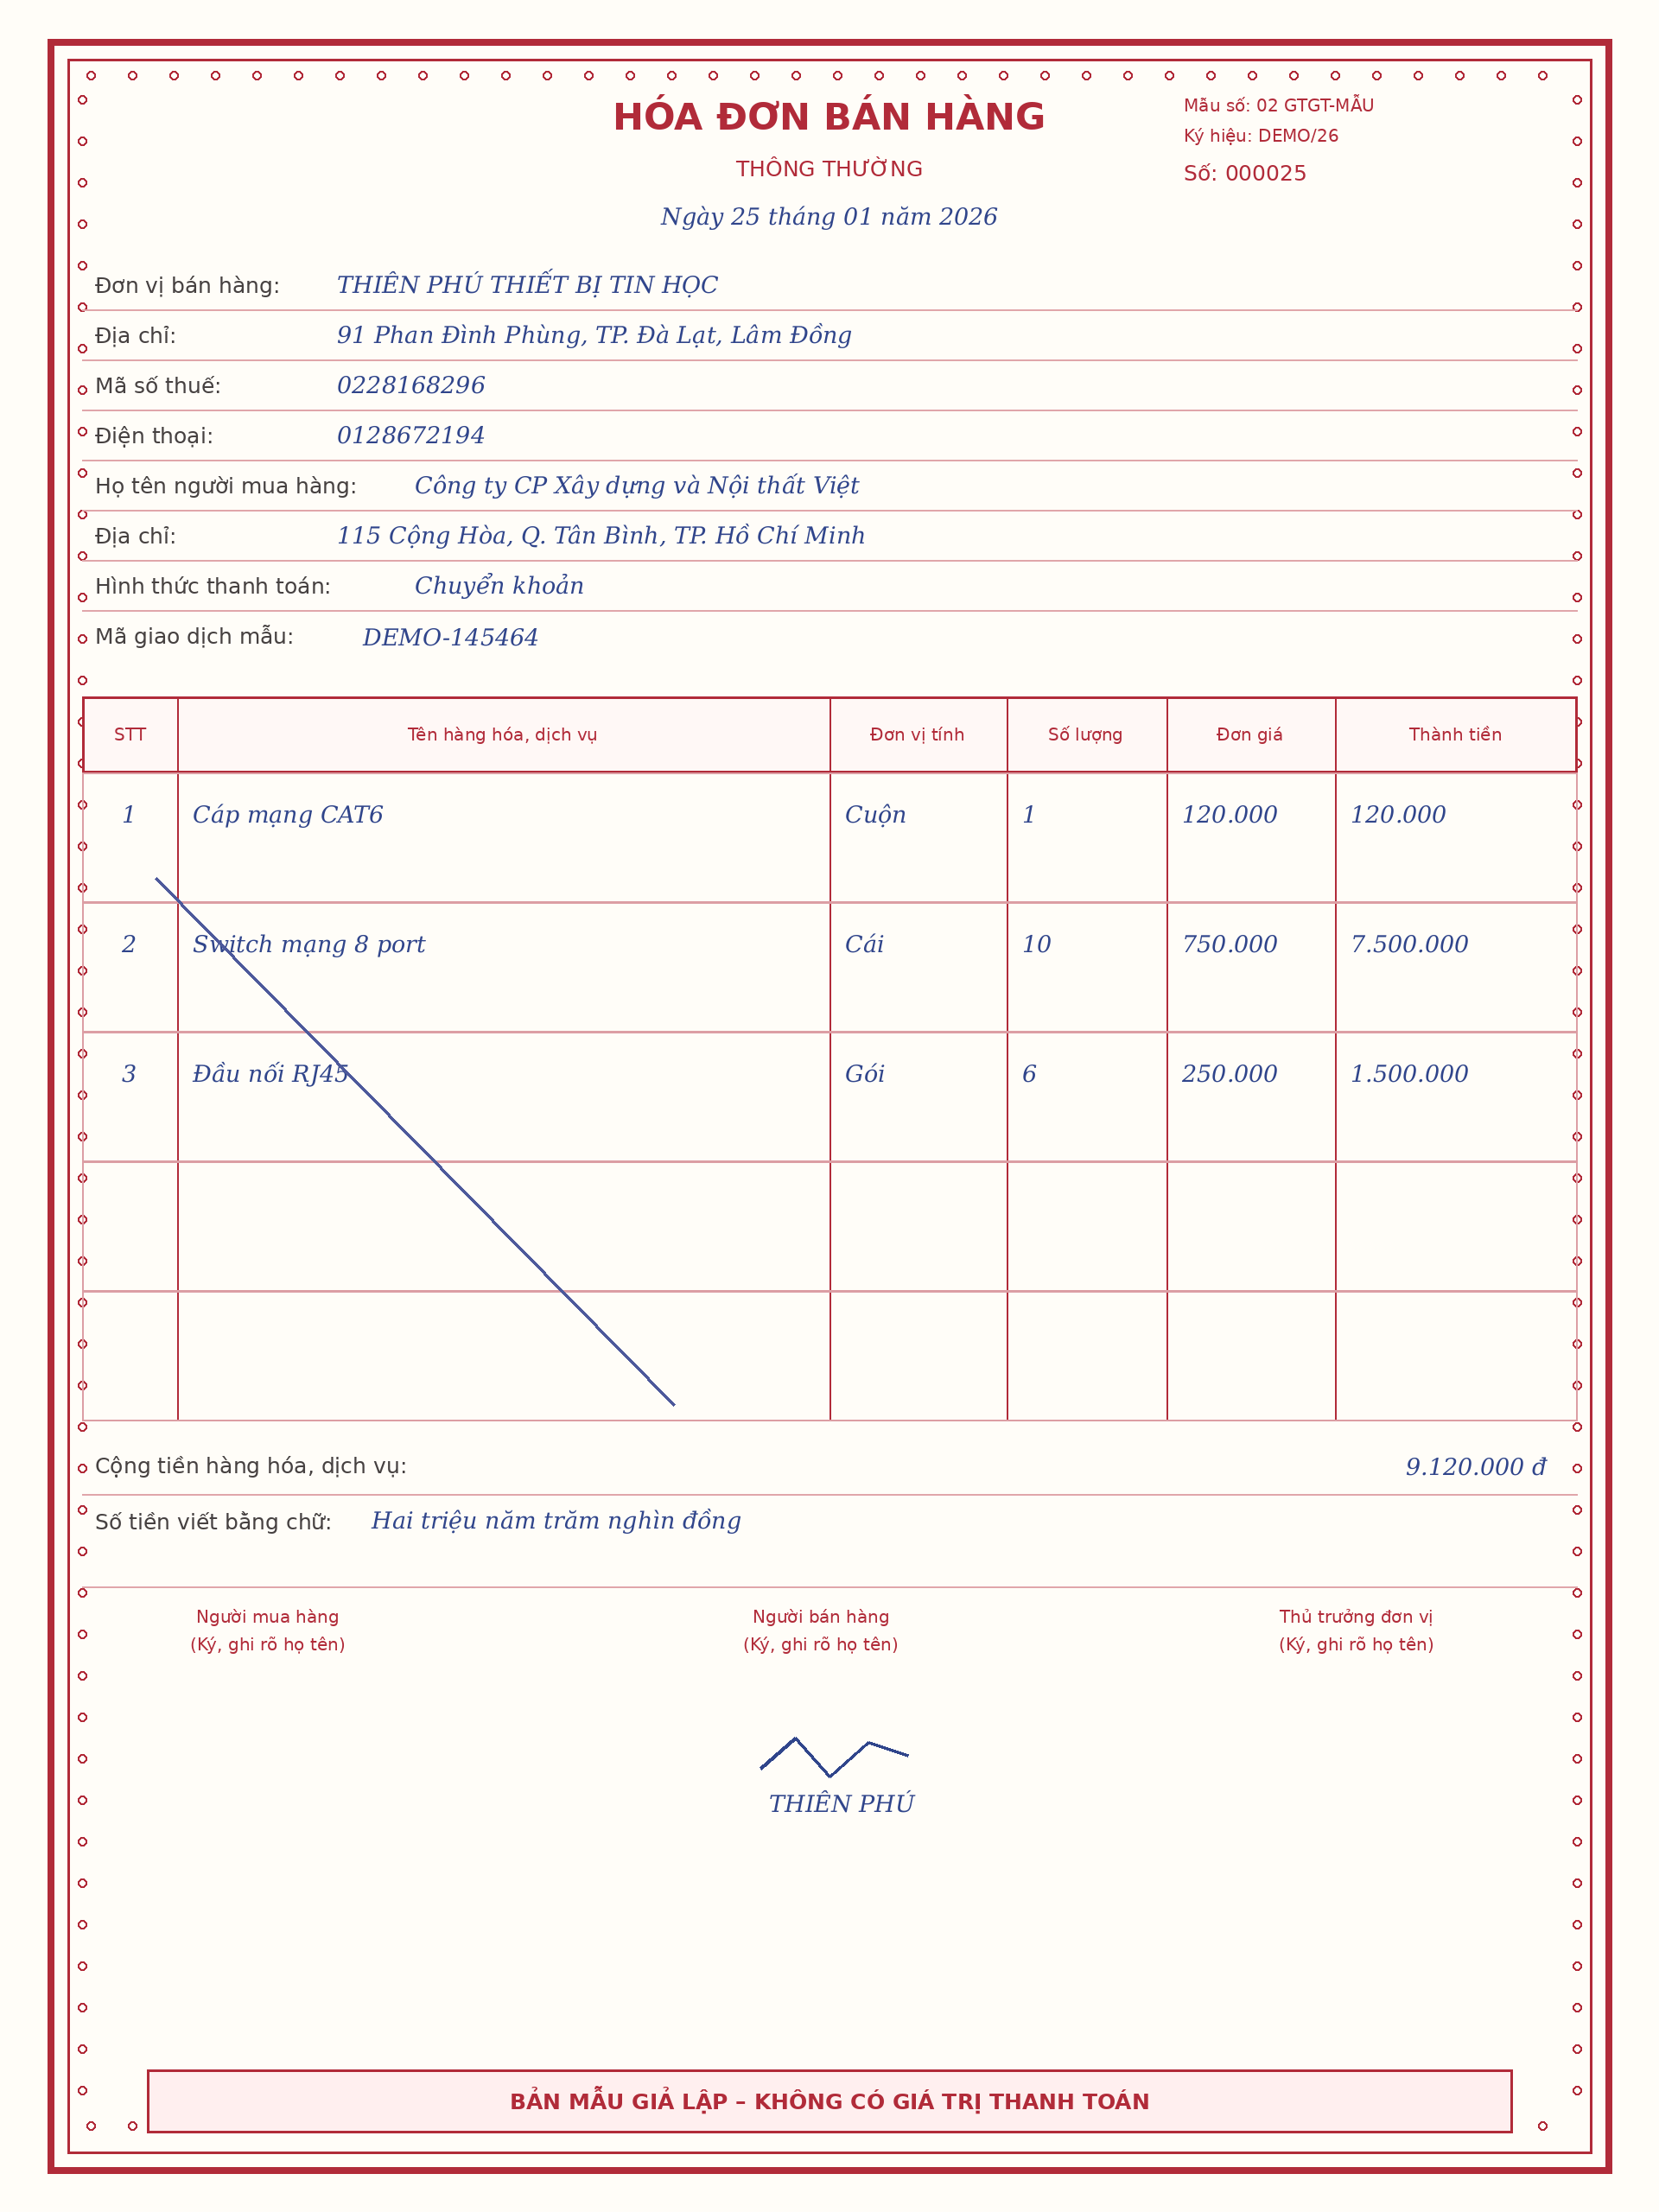 HÓA ĐƠN BÁN HÀNG
THÔNG THƯỜNG
Ngày 25 tháng 01 năm 2026
Mẫu số: 02 GTGT-MẪU
Ký hiệu: DEMO/26
Số: 000025
Đơn vị bán hàng: THIÊN PHÚ THIẾT BỊ TIN HỌC
Địa chỉ: 91 Phan Đình Phùng, TP. Đà Lạt, Lâm Đồng
Mã số thuế: 0228168296
Điện thoại: 0128672194
Họ tên người mua hàng: Công ty CP Xây dựng và Nội thất Việt
Địa chỉ: 115 Cộng Hòa, Q. Tân Bình, TP. Hồ Chí Minh
Hình thức thanh toán: Chuyển khoản
Mã giao dịch mẫu: DEMO-145464
STT Tên hàng hóa, dịch vụ Đơn vị tính Số lượng Đơn giá Thành tiền
1 Cáp mạng CAT6 Cuộn 1 120.000 120.000
2 Switch mạng 8 port Cái 10 750.000 7.500.000
3 Đầu nối RJ45 Gói 6 250.000 1.500.000
Cộng tiền hàng hóa, dịch vụ: 9.120.000 đ
Số tiền viết bằng chữ: Hai triệu năm trăm nghìn đồng
Người mua hàng Người bán hàng Thủ trưởng đơn vị
(Ký, ghi rõ họ tên) (Ký, ghi rõ họ tên) (Ký, ghi rõ họ tên)
THIÊN PHÚ
BẢN MẪU GIẢ LẬP – KHÔNG CÓ GIÁ TRỊ THANH TOÁN